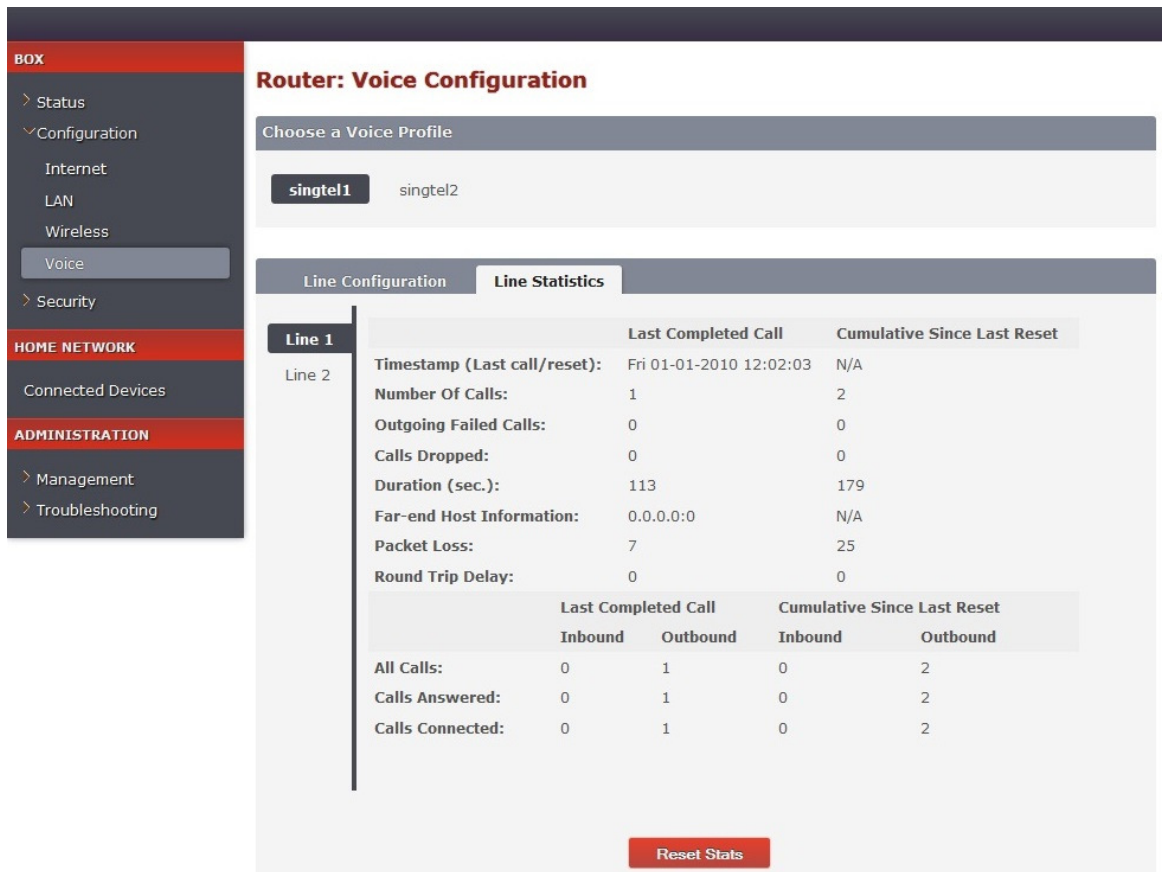 BOX
Status
Configuration
Internet
LAN
Wireless
Voice
Security
HOME NETWORK
Connected Devices
ADMINISTRATION
Management
Troubleshooting
Router: Voice Configuration
Choose a Voice Profile
singtel1 singtel2
Line Configuration Line Statistics
Line 1
Line 2
Last Completed Call Cumulative Since Last Reset
Timestamp (Last call/reset): Fri 01-01-2010 12:02:03 N/A
Number Of Calls: 1 2
Outgoing Failed Calls: 0 0
Calls Dropped: 0 0
Duration (sec.): 113 179
Far-end Host Information: 0.0.0.0:0 N/A
Packet Loss: 7 25
Round Trip Delay: 0 0
Last Completed Call Cumulative Since Last Reset
Inbound Outbound Inbound Outbound
All Calls: 0 1 0 2
Calls Answered: 0 1 0 2
Calls Connected: 0 1 0 2
Reset Stats